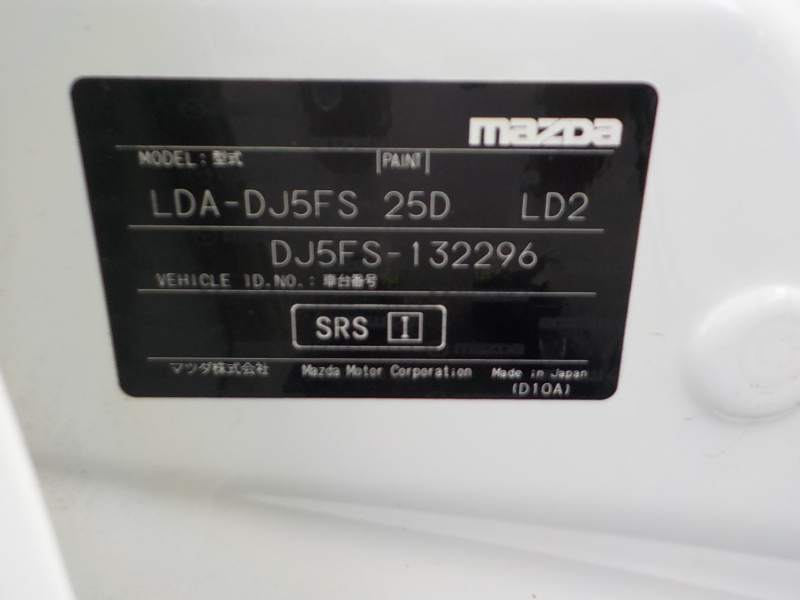 mazda
MODEL: 型式 PAINT
LDA-DJ5FS 25D LD2
DJ5FS-132296
VEHICLE ID.NO.: 車台番号
SRS I
マツダ株式会社 Mazda Motor Corporation Made in Japan
(D10A)